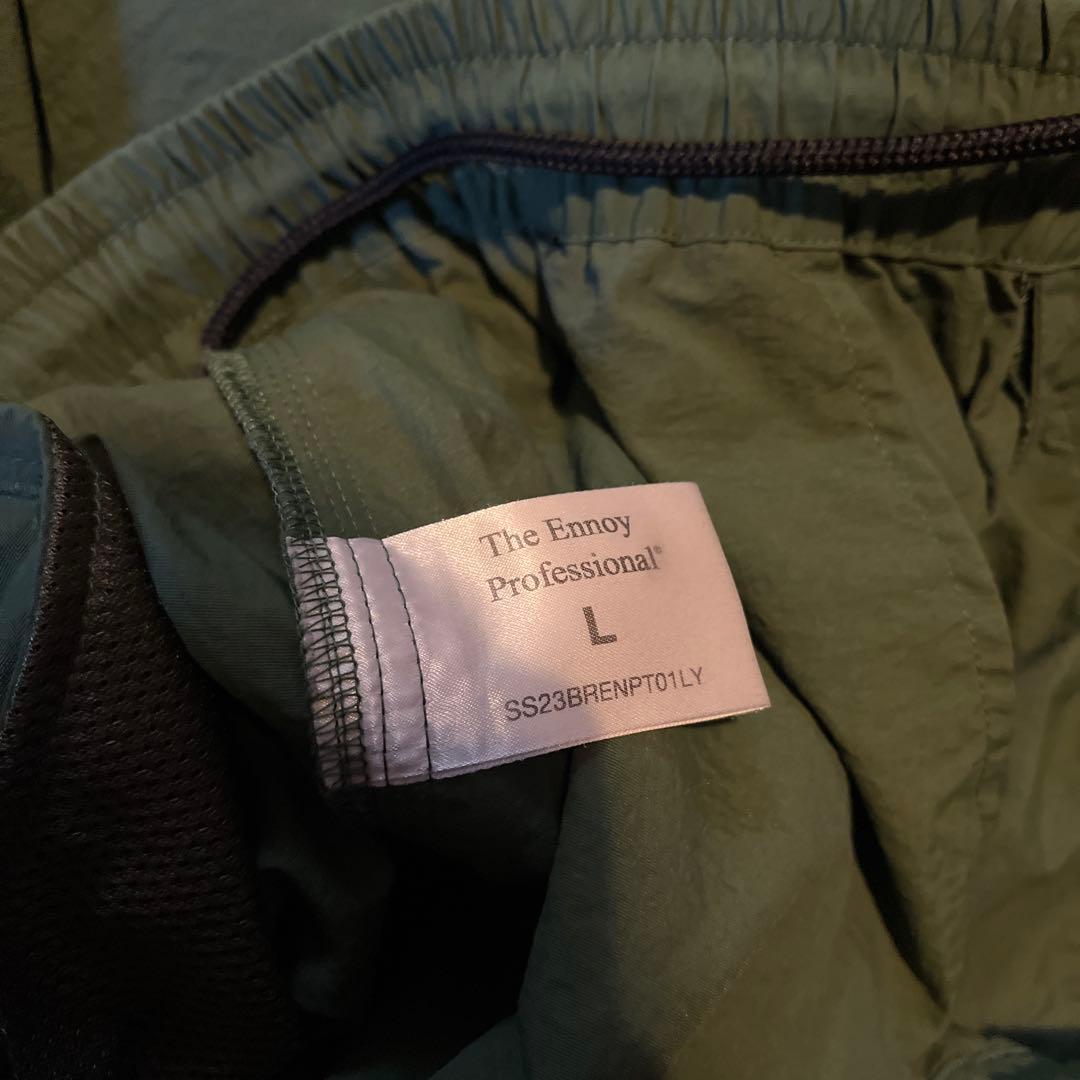 The Ennoy
Professional®
L
SS23BRENPT01LY